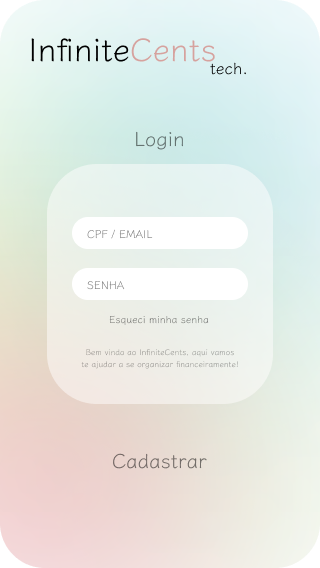 InfiniteCents
tech.
Login
CPF / EMAIL
SENHA
Esqueci minha senha
Bem vindo ao InfiniteCents, aqui vamos
te ajudar a se organizar financeiramente!
Cadastrar